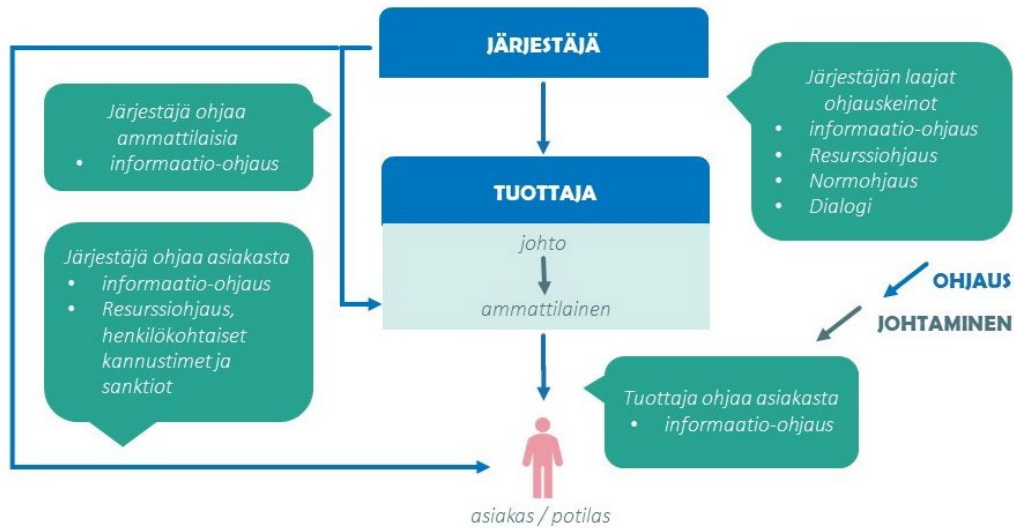 JÄRJESTÄJÄ
Järjestäjä ohjaa
ammattilaisia
• informaatio-ohjaus
Järjestäjän laajat
ohjauskeinot
• informaatio-ohjaus
• Resurssiohjaus
• Normohjaus
• Dialogi
TUOTTAJA
johto
ammattilainen
Järjestäjä ohjaa asiakasta
• informaatio-ohjaus
• Resurssiohjaus,
henkilökohtaiset
kannustimet ja
sanktiot
OHJAUS
JOHTAMINEN
Tuottaja ohjaa asiakasta
• informaatio-ohjaus
asiakas / potilas